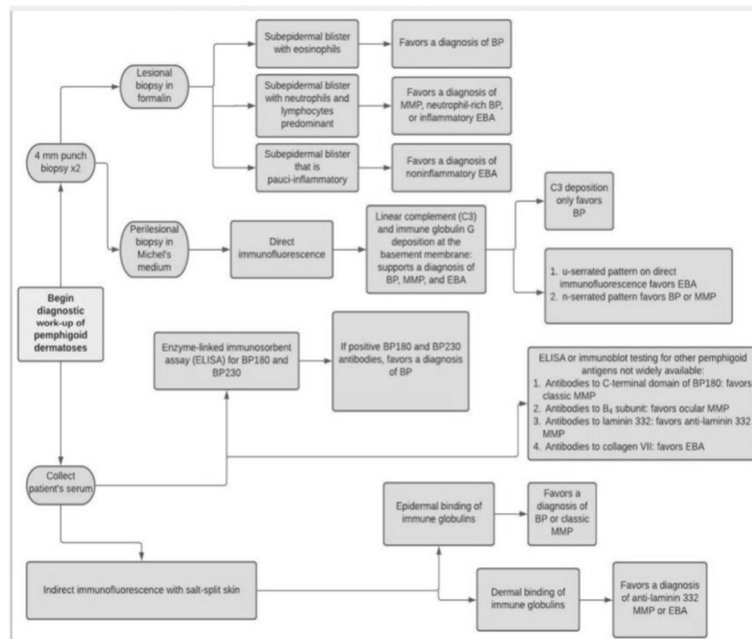 Subepidermal blister
with eosinophils
Favors a diagnosis of BP
Lesional
biopsy in
formalin
Subepidermal blister
with neutrophils and
lymphocytes
predominant
Favors a diagnosis of
MMP, neutrophil-rich BP,
or inflammatory EBA
4 mm punch
biopsy x2
Subepidermal blister
that is
pauci-inflammatory
Favors a diagnosis of
noninflammatory EBA
C3 deposition
only favors
BP
Perilesional
biopsy in
Michel's
medium
Direct
immunofluorescence
Linear complement (C3)
and immune globulin G
deposition at the
basement membrane:
supports a diagnosis of
BP, MMP, and EBA
1. u-serrated pattern on direct
immunofluorescence favors EBA
2. n-serrated pattern favors BP or MMP
Begin
diagnostic
work-up of
pemphigoid
dermatoses
Enzyme-linked immunosorbent
assay (ELISA) for BP180 and
BP230
If positive BP180 and BP230
antibodies, favors a diagnosis
of BP
ELISA or immunoblot testing for other pemphigoid
antigens not widely available:
1. Antibodies to C-terminal domain of BP180: favors
classic MMP
2. Antibodies to B₄ subunit: favors ocular MMP
3. Antibodies to laminin 332: favors anti-laminin 332
MMP
4. Antibodies to collagen VII: favors EBA
Collect
patient's serum
Epidermal binding of
immune globulins
Favors a
diagnosis of
BP or classic
MMP
Indirect immunofluorescence with salt-split skin
Dermal binding of
immune globulins
Favors a diagnosis
of anti-laminin 332
MMP or EBA